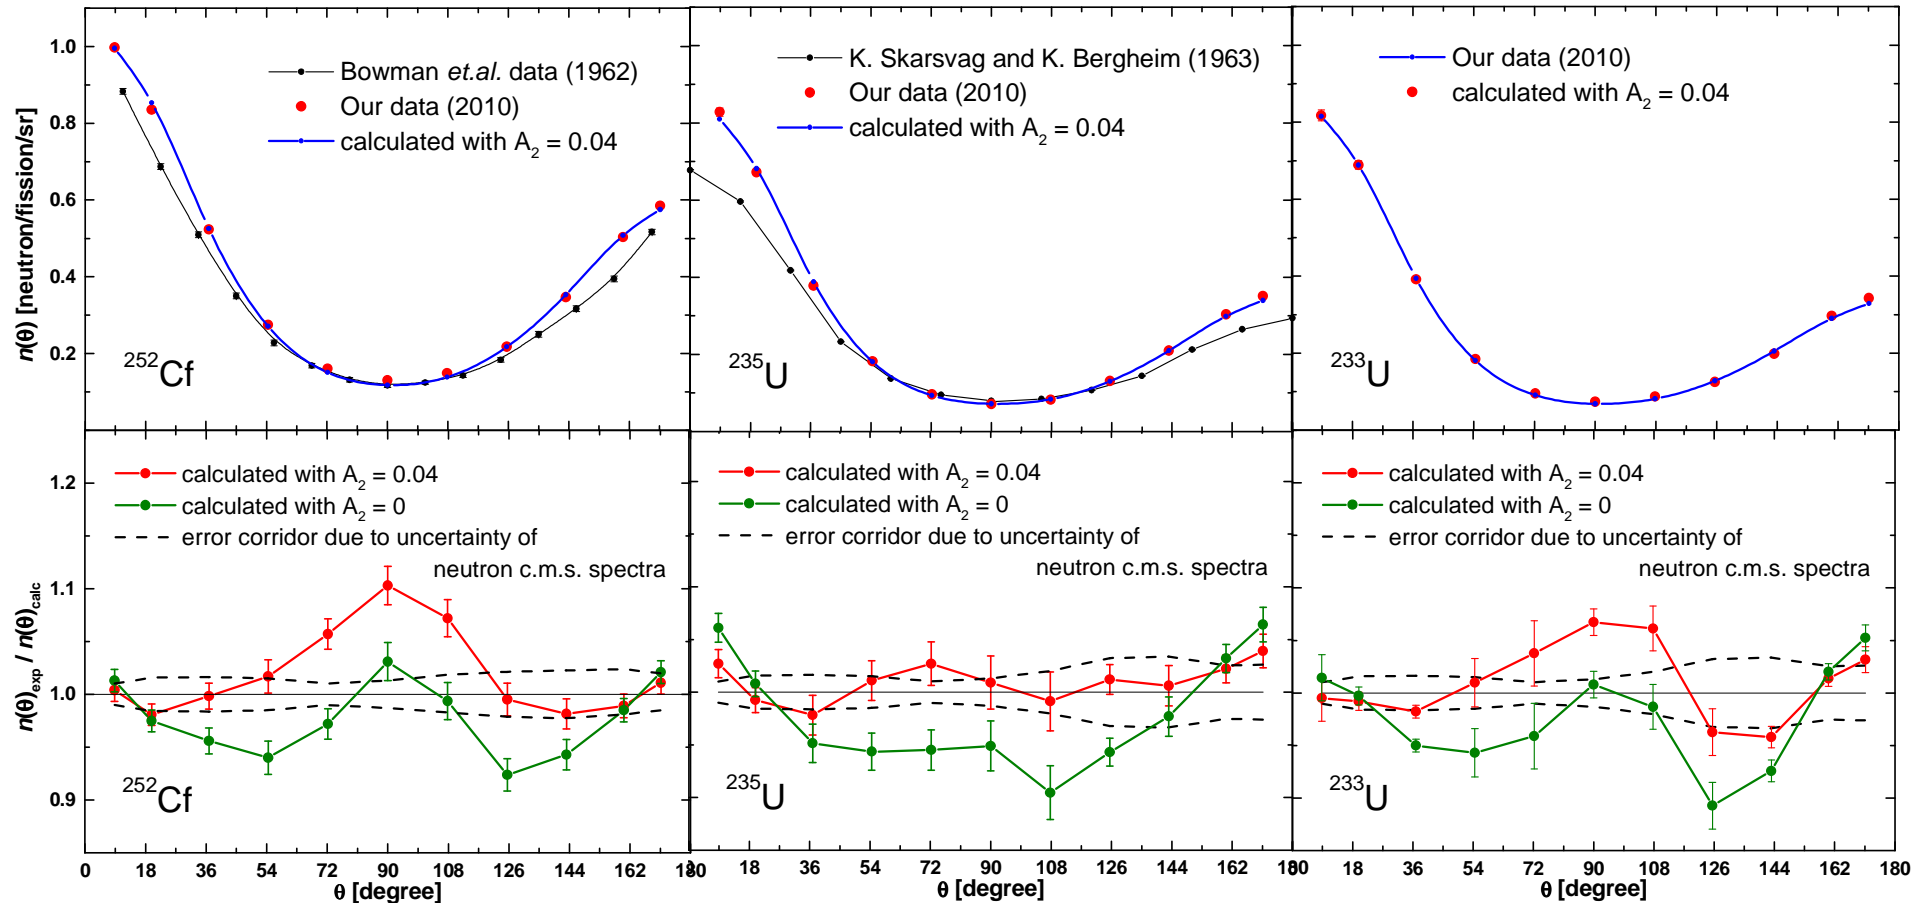 n(θ) [neutron/fission/sr]
1.0
0.8
0.6
0.4
0.2
Bowman et.al. data (1962)
Our data (2010)
calculated with A2 = 0.04
252Cf
K. Skarsvag and K. Bergheim (1963)
Our data (2010)
calculated with A2 = 0.04
235U
Our data (2010)
calculated with A2 = 0.04
233U
n(θ)exp / n(θ)calc
1.2
1.1
1.0
0.9
calculated with A2 = 0.04
calculated with A2 = 0
error corridor due to uncertainty of
neutron c.m.s. spectra
252Cf
0 18 36 54 72 90 108 126 144 162 180
θ [degree]
calculated with A2 = 0.04
calculated with A2 = 0
error corridor due to uncertainty of
neutron c.m.s. spectra
235U
18 36 54 72 90 108 126 144 162 180
θ [degree]
calculated with A2 = 0.04
calculated with A2 = 0
error corridor due to uncertainty of
neutron c.m.s. spectra
233U
18 36 54 72 90 108 126 144 162 180
θ [degree]